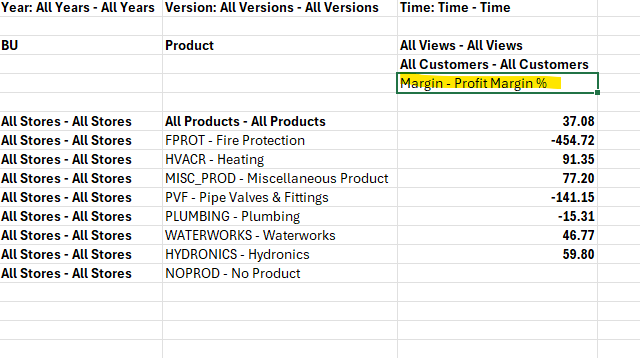 Year: All Years - All Years Version: All Versions - All Versions Time: Time - Time
BU Product All Views - All Views
All Customers - All Customers
Margin - Profit Margin %
All Stores - All Stores All Products - All Products 37.08
All Stores - All Stores FPROT - Fire Protection -454.72
All Stores - All Stores HVACR - Heating 91.35
All Stores - All Stores MISC_PROD - Miscellaneous Product 77.20
All Stores - All Stores PVF - Pipe Valves & Fittings -141.15
All Stores - All Stores PLUMBING - Plumbing -15.31
All Stores - All Stores WATERWORKS - Waterworks 46.77
All Stores - All Stores HYDRONICS - Hydronics 59.80
All Stores - All Stores NOPROD - No Product